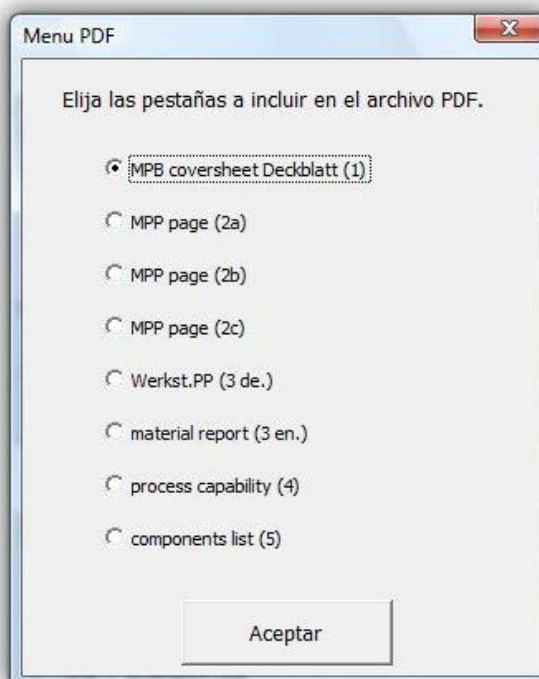 Menu PDF
Elija las pestañas a incluir en el archivo PDF.
MPB coversheet Deckblatt (1)
MPP page (2a)
MPP page (2b)
MPP page (2c)
Werkst.PP (3 de.)
material report (3 en.)
process capability (4)
components list (5)
Aceptar